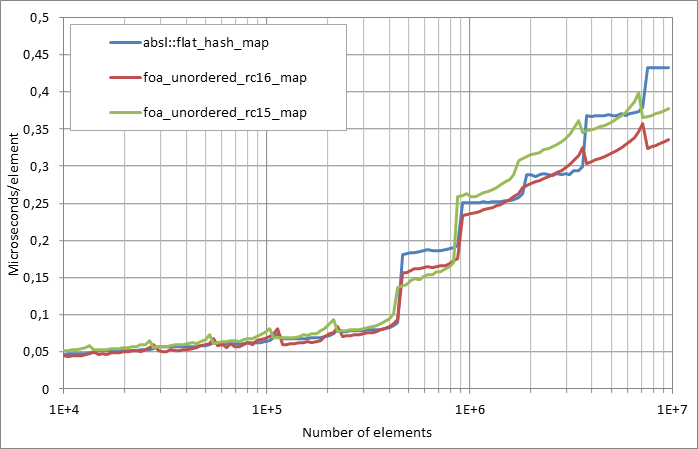 0,5
0,45
0,4
0,35
0,3
0,25
0,2
0,15
0,1
0,05
0
Microseconds/element
absl::flat_hash_map
foa_unordered_rc16_map
foa_unordered_rc15_map
1E+4 1E+5 1E+6 1E+7
Number of elements